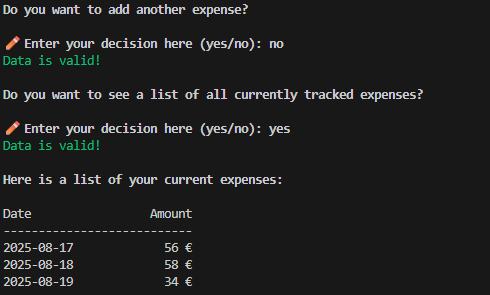 Do you want to add another expense?
✏️ Enter your decision here (yes/no): no
Data is valid!
Do you want to see a list of all currently tracked expenses?
✏️ Enter your decision here (yes/no): yes
Data is valid!
Here is a list of your current expenses:
Date Amount
---------------------------
2025-08-17 56 €
2025-08-18 58 €
2025-08-19 34 €